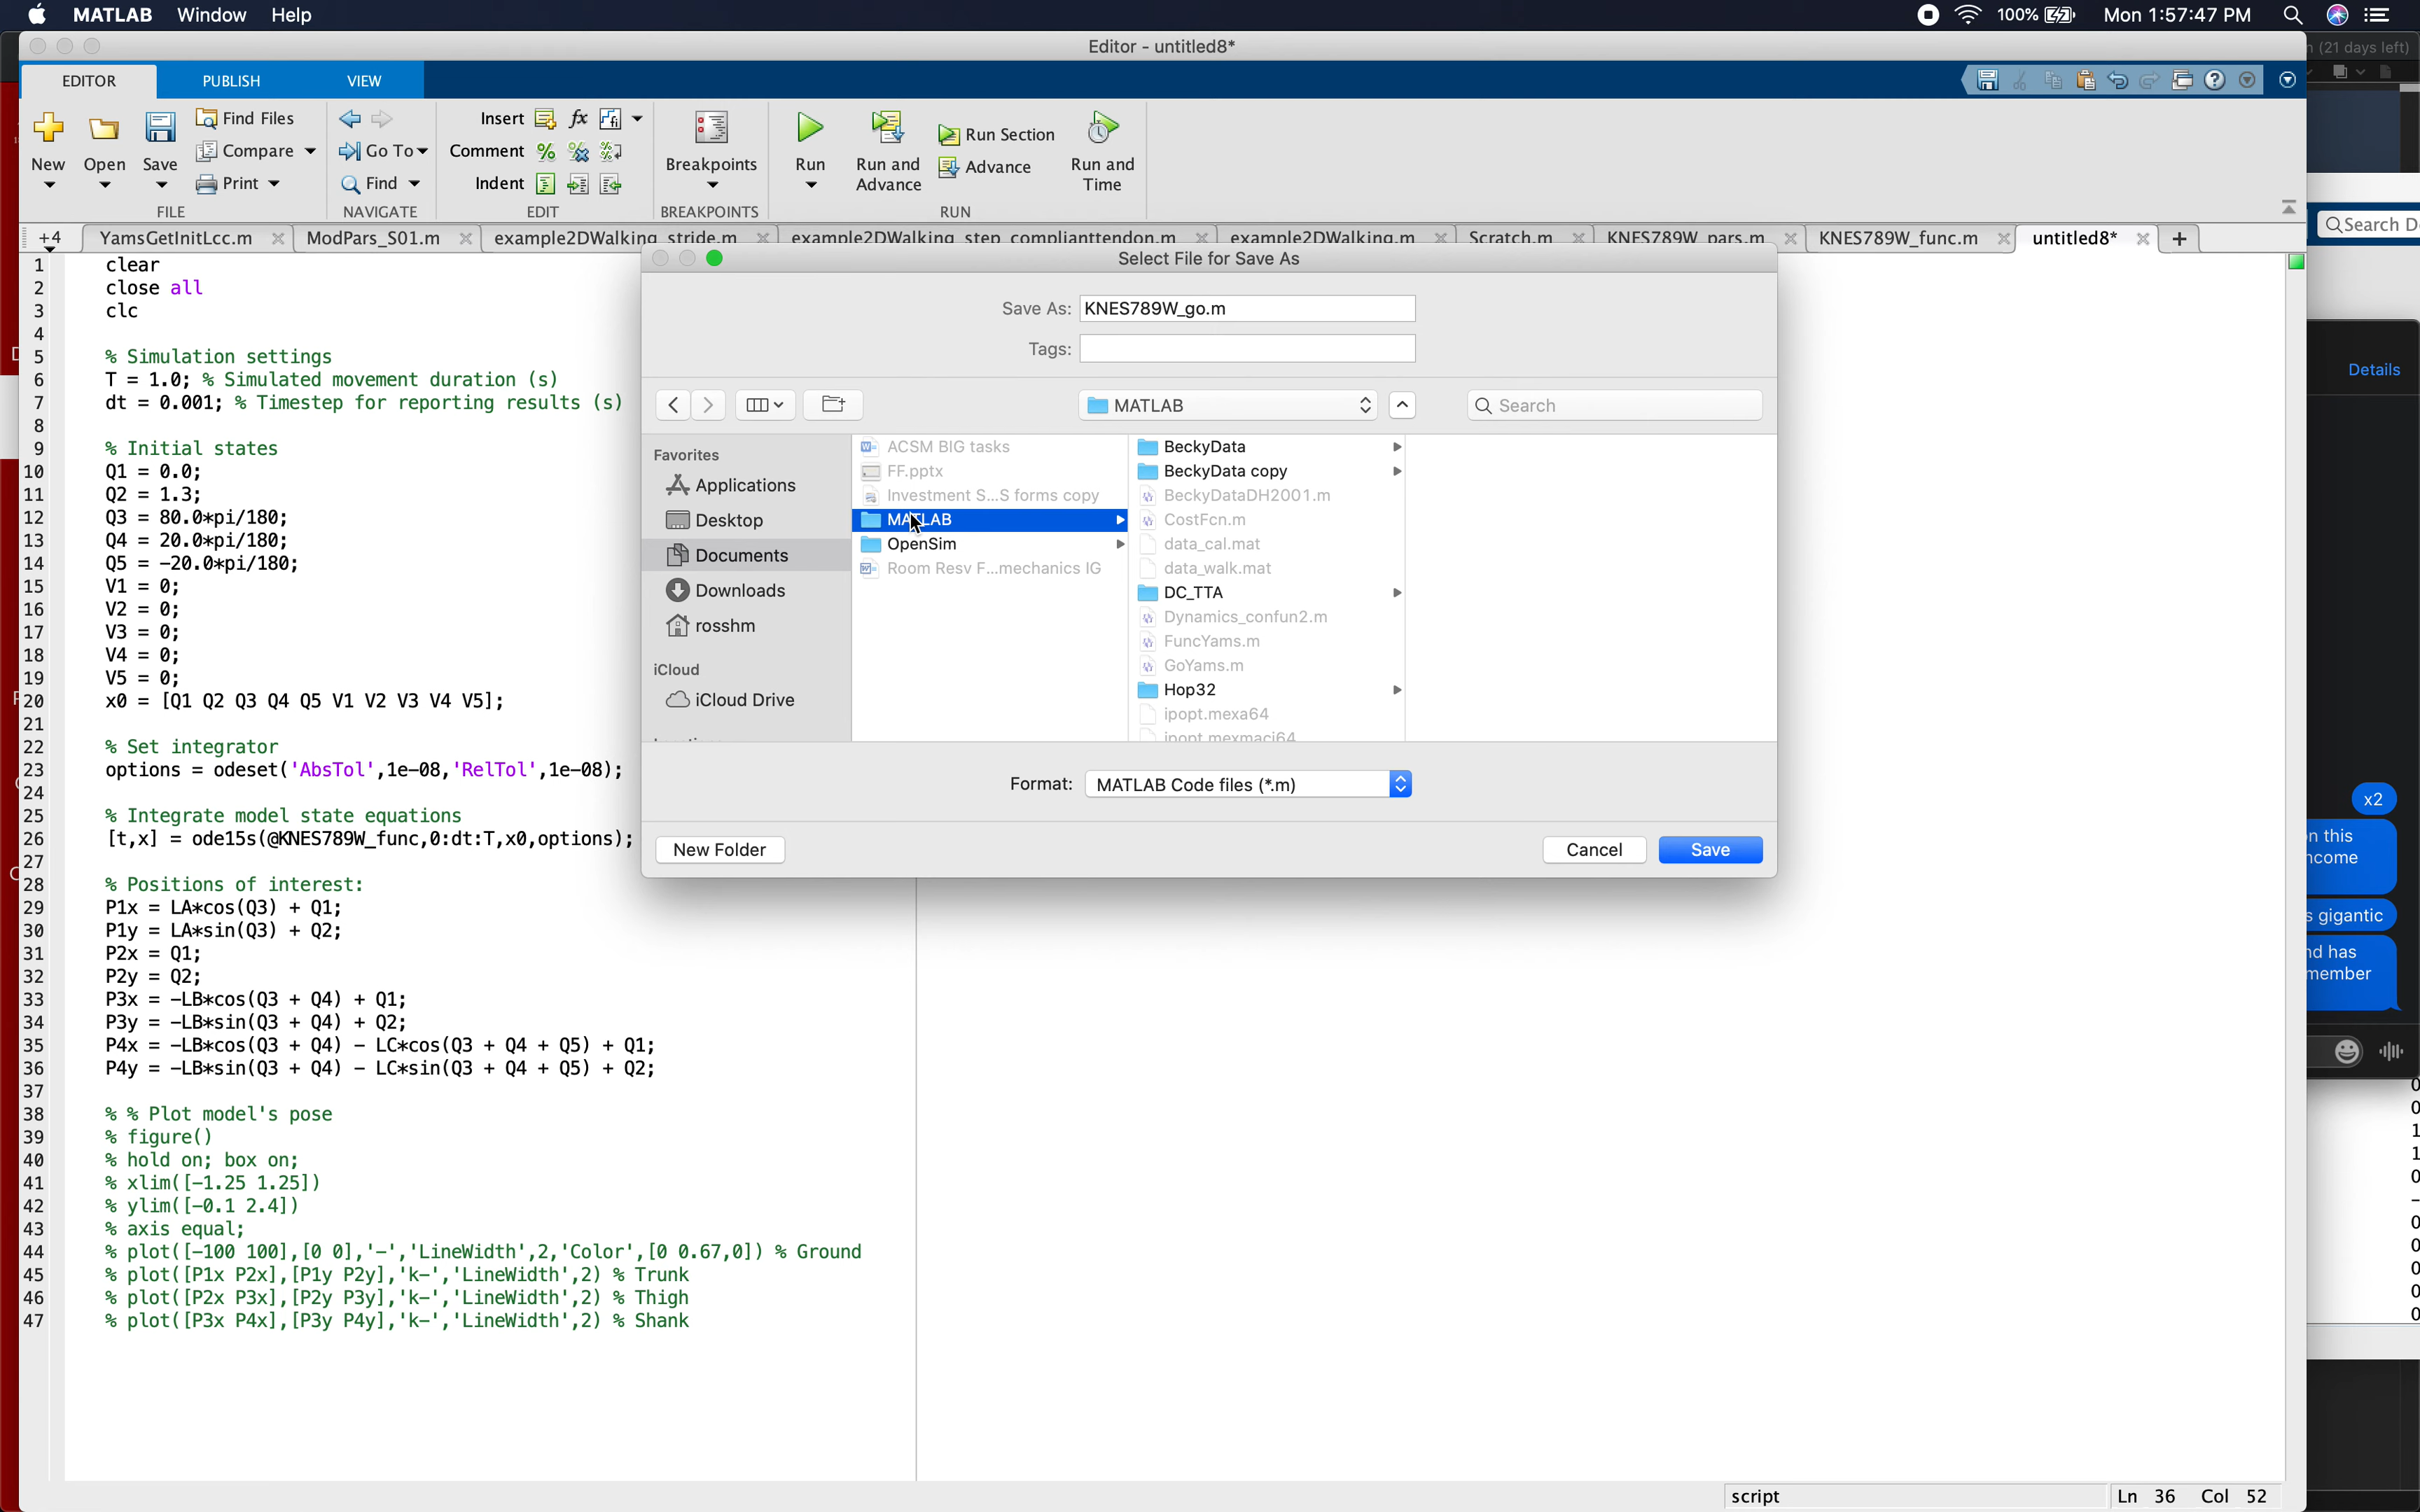 MATLAB Window Help
100% Mon 1:57:47 PM
Editor - untitled8*
(21 days left)
EDITOR PUBLISH VIEW
New Open Save Find Files Compare Print
FILE
Go To Find
NAVIGATE
Insert fx
Comment
Indent
EDIT
Breakpoints
BREAKPOINTS
Run Run and Advance Run Section Advance Run and Time
RUN
Search D
+4 YamsGetInitLcc.m ModPars_S01.m example2DWalking_stride.m example2DWalking_step_complianttendon.m example2DWalking.m Scratch.m KNES789W_pars.m KNES789W_func.m untitled8* +
1 clear
2 close all
3 clc
4
5 % Simulation settings
6 T = 1.0; % Simulated movement duration (s)
7 dt = 0.001; % Timestep for reporting results (s)
8
9 % Initial states
10 Q1 = 0.0;
11 Q2 = 1.3;
12 Q3 = 80.0*pi/180;
13 Q4 = 20.0*pi/180;
14 Q5 = -20.0*pi/180;
15 V1 = 0;
16 V2 = 0;
17 V3 = 0;
18 V4 = 0;
19 V5 = 0;
20 x0 = [Q1 Q2 Q3 Q4 Q5 V1 V2 V3 V4 V5];
21
22 % Set integrator
23 options = odeset('AbsTol',1e-08,'RelTol',1e-08);
24
25 % Integrate model state equations
26 [t,x] = ode15s(@KNES789W_func,0:dt:T,x0,options);
27
28 % Positions of interest:
29 P1x = LA*cos(Q3) + Q1;
30 P1y = LA*sin(Q3) + Q2;
31 P2x = Q1;
32 P2y = Q2;
33 P3x = -LB*cos(Q3 + Q4) + Q1;
34 P3y = -LB*sin(Q3 + Q4) + Q2;
35 P4x = -LB*cos(Q3 + Q4) - LC*cos(Q3 + Q4 + Q5) + Q1;
36 P4y = -LB*sin(Q3 + Q4) - LC*sin(Q3 + Q4 + Q5) + Q2;
37
38 % % Plot model's pose
39 % figure()
40 % hold on; box on;
41 % xlim([-1.25 1.25])
42 % ylim([-0.1 2.4])
43 % axis equal;
44 % plot([-100 100],[0 0],'-','LineWidth',2,'Color',[0 0.67,0]) % Ground
45 % plot([P1x P2x],[P1y P2y],'k-','LineWidth',2) % Trunk
46 % plot([P2x P3x],[P2y P3y],'k-','LineWidth',2) % Thigh
47 % plot([P3x P4x],[P3y P4y],'k-','LineWidth',2) % Shank
Select File for Save As
Save As: KNES789W_go.m
Tags:
MATLAB
Search
Favorites
Applications
Desktop
Documents
Downloads
rosshm
iCloud
iCloud Drive
ACSM BIG tasks
FF.pptx
Investment S...S forms copy
MATLAB
OpenSim
Room Resv F...mechanics IG
BeckyData
BeckyData copy
BeckyDataDH2001.m
CostFcn.m
data_cal.mat
data_walk.mat
DC_TTA
Dynamics_confun2.m
FuncYams.m
GoYams.m
Hop32
ipopt.mexa64
ipopt.mexmaci64
Format: MATLAB Code files (*.m)
New Folder Cancel Save
Details
x2
n this
ncome
s gigantic
nd has
member
script Ln 36 Col 52